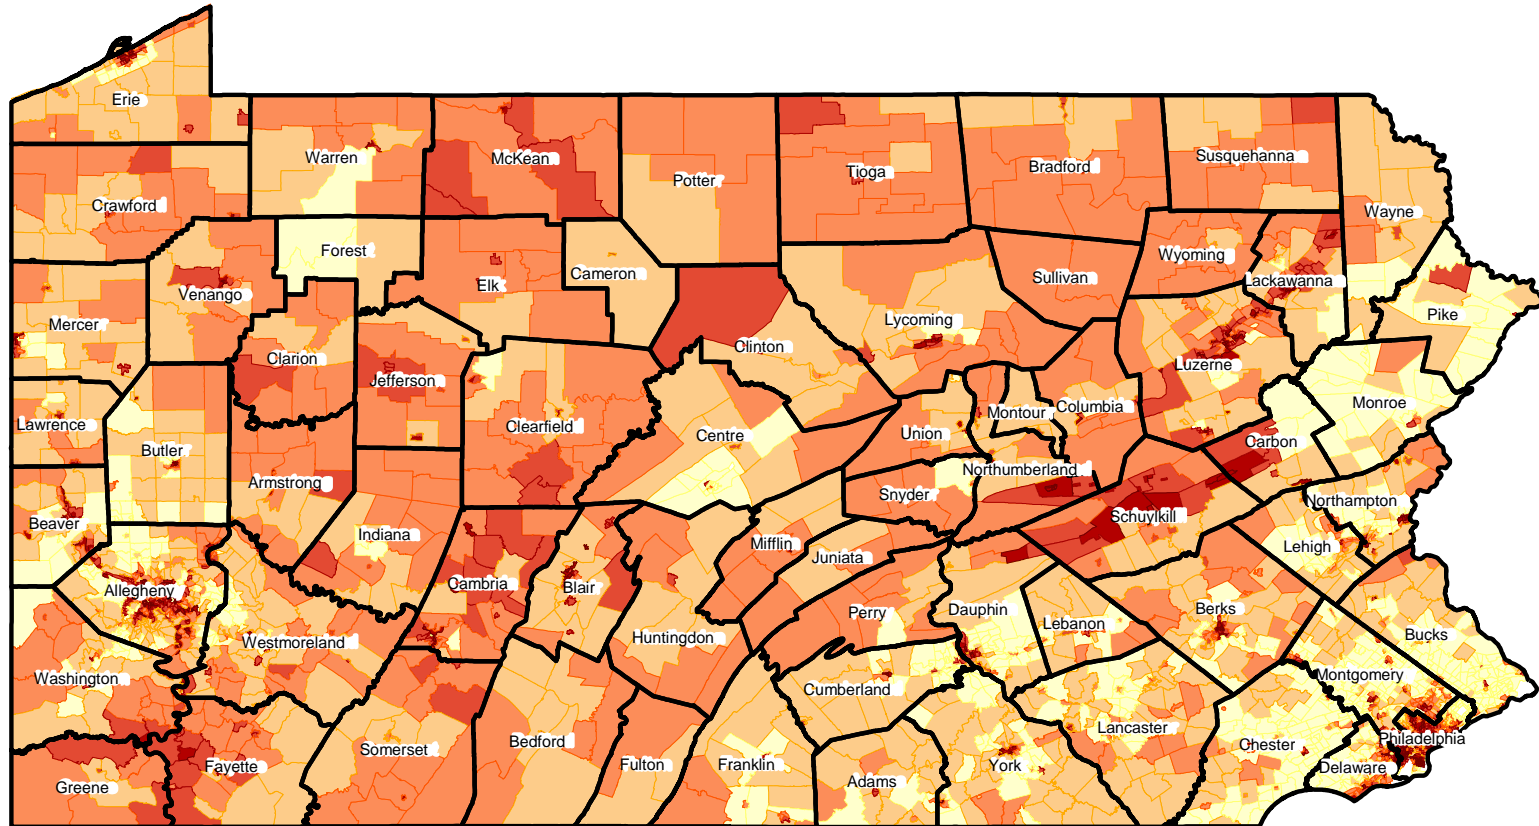 Erie
Warren
McKean
Potter
Tioga
Bradford
Susquehanna
Wayne
Crawford
Forest
Elk
Cameron
Sullivan
Wyoming
Lackawanna
Venango
Mercer
Clarion
Jefferson
Clinton
Lycoming
Luzerne
Pike
Monroe
Lawrence
Butler
Clearfield
Centre
Union
Montour
Columbia
Carbon
Armstrong
Northumberland
Snyder
Schuylkill
Northampton
Lehigh
Beaver
Indiana
Mifflin
Juniata
Allegheny
Cambria
Blair
Huntingdon
Perry
Dauphin
Lebanon
Berks
Bucks
Westmoreland
Washington
Cumberland
Montgomery
Lancaster
Somerset
Bedford
Fulton
Franklin
Adams
York
Chester
Philadelphia
Delaware
Fayette
Greene